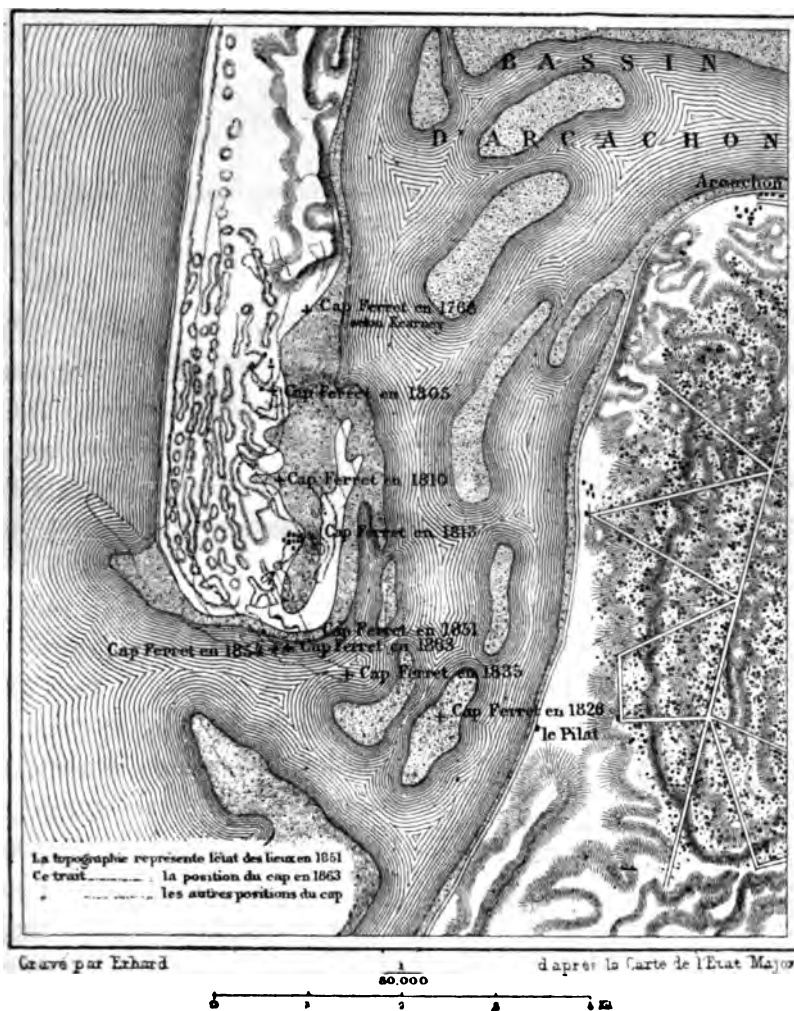 BASSIN
D'ARCACHON
Arcachon
Cap Ferret en 1768
selon Kearney
Cap Ferret en 1805
Cap Ferret en 1810
Cap Ferret en 1813
Cap Ferret en 1851
Cap Ferret en 1854
Cap Ferret en 1863
Cap Ferret en 1835
Cap Ferret en 1826
le Pilat
La topographie représente l'état des lieux en 1851
Ce trait la position du cap en 1863
les autres positions du cap
Gravé par Erhard
1
80,000
d'après la Carte de l'Etat Major
0 1 2 3 4 Kil